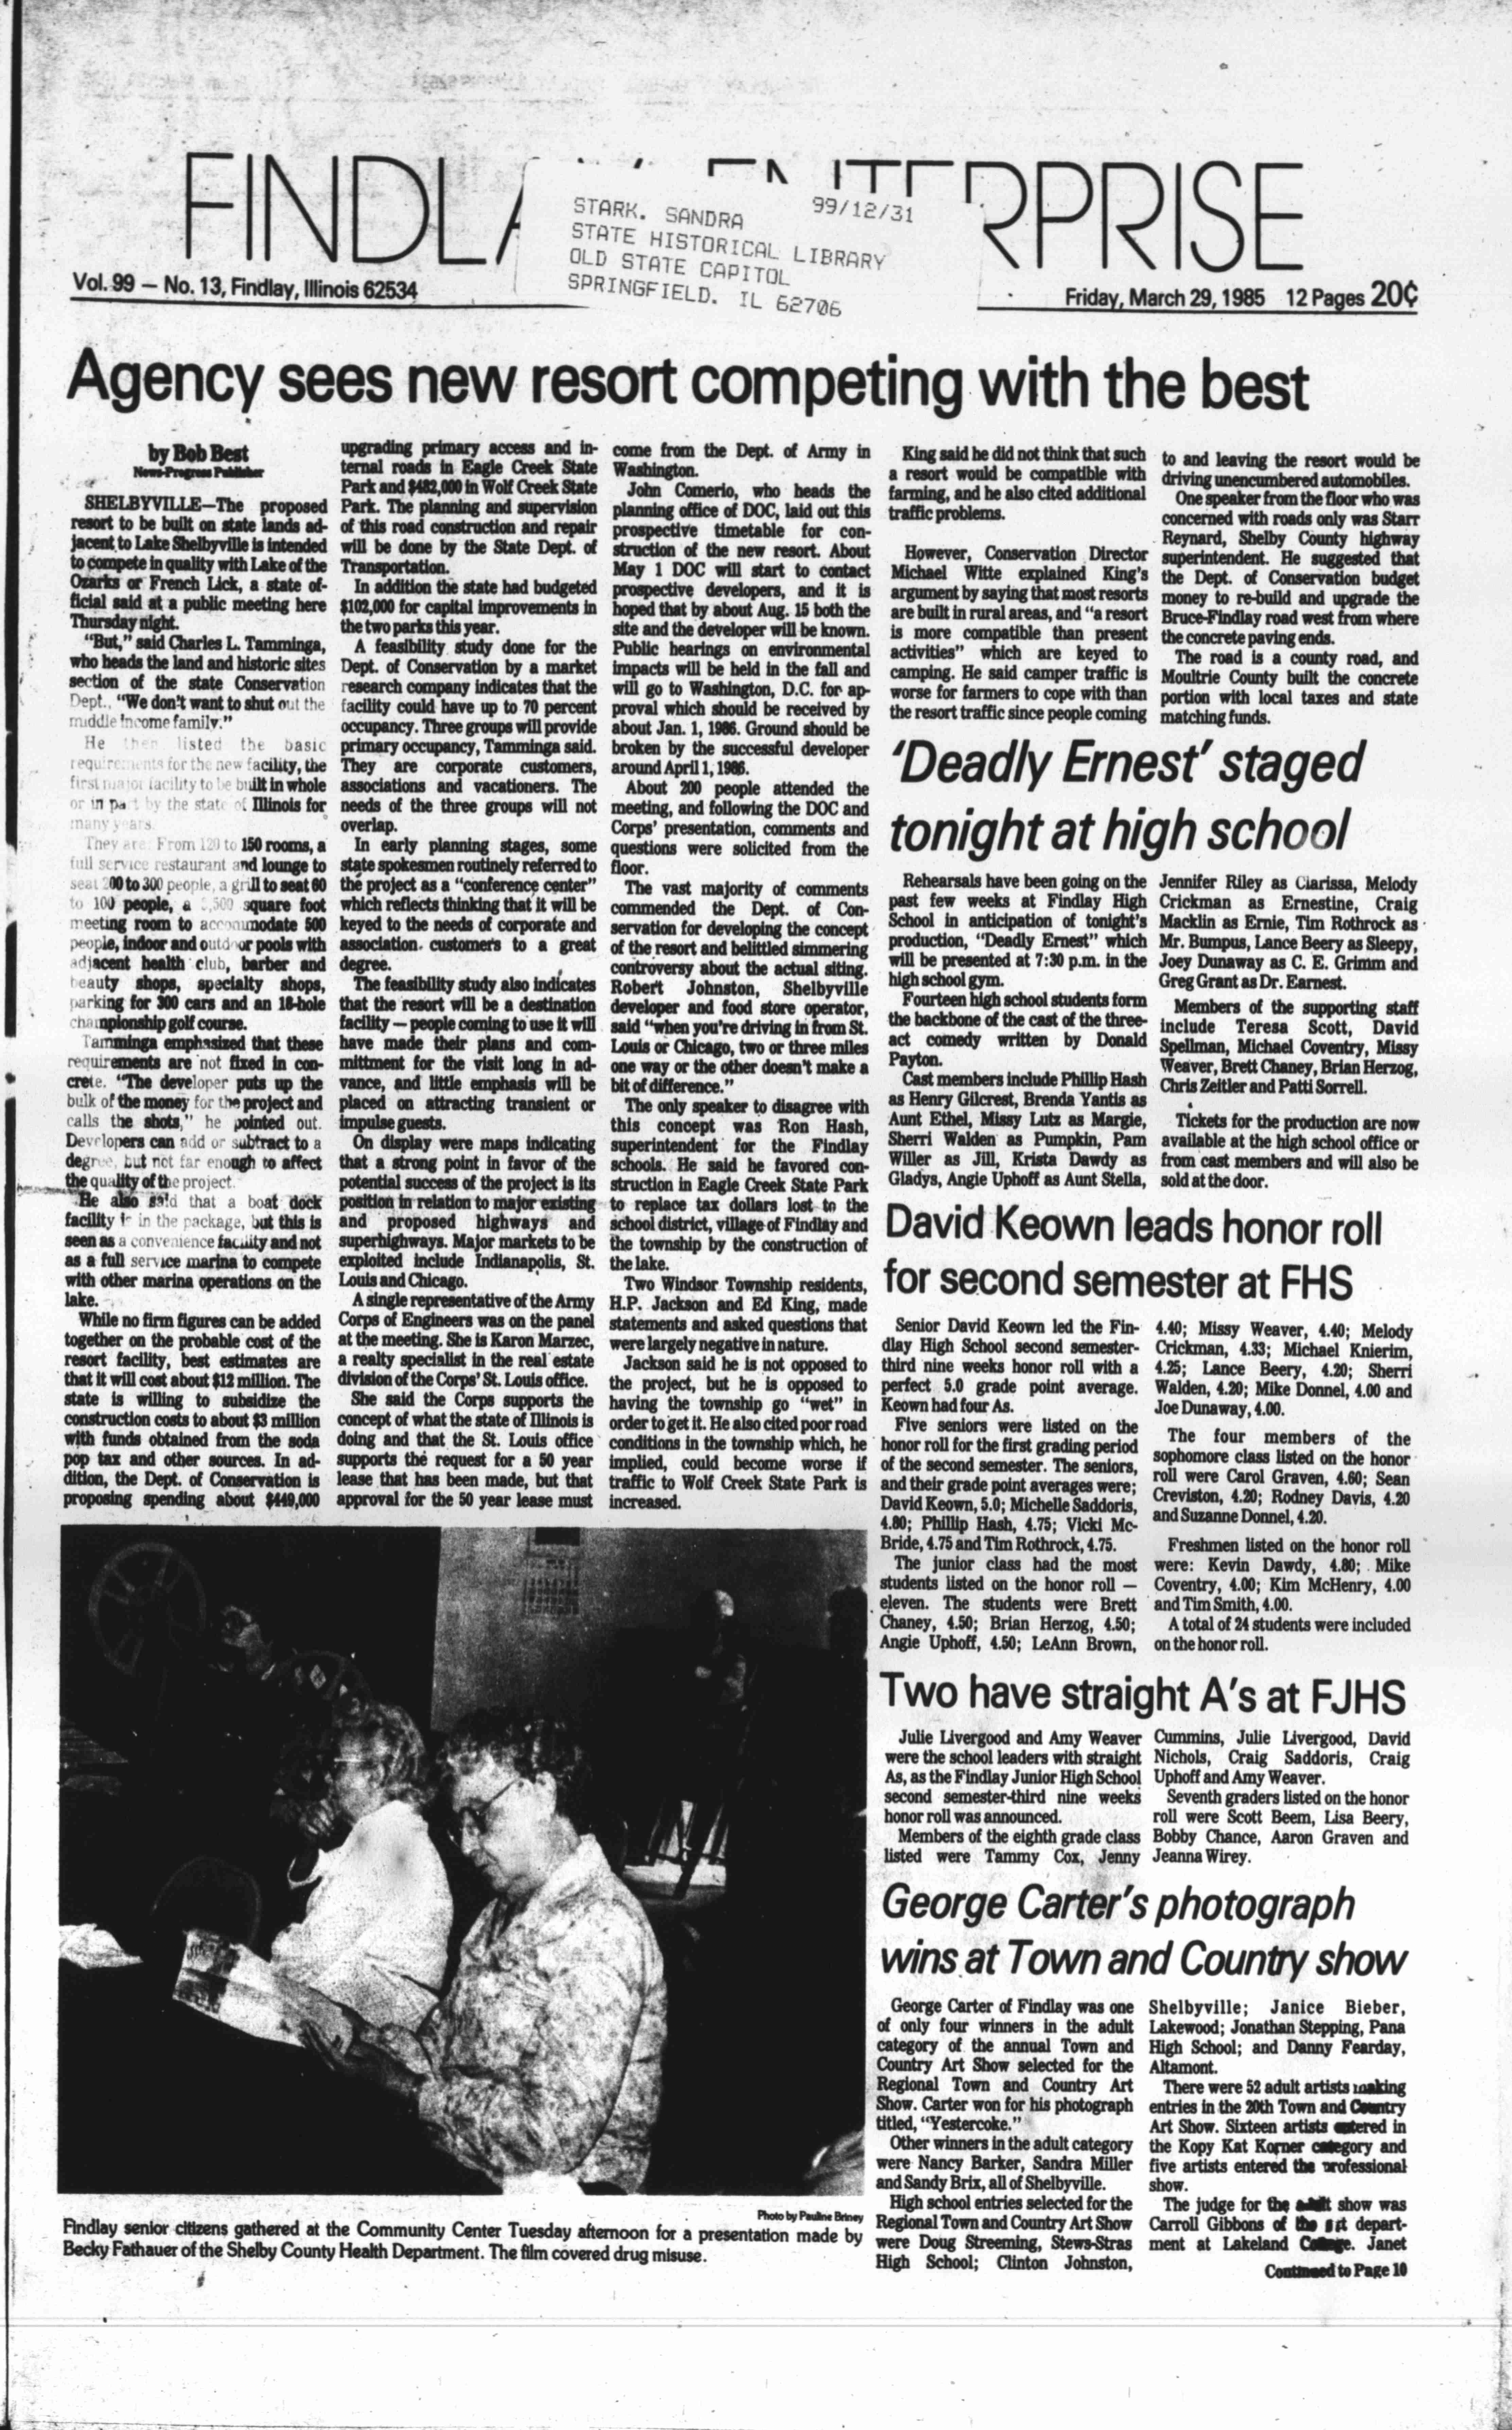 FINDLA ENTERPRISE
STARK. SANDRA 99/12/31
STATE HISTORICAL LIBRARY
OLD STATE CAPITOL
SPRINGFIELD. IL 62706
Vol. 99 — No. 13, Findlay, Illinois 62534
Friday, March 29, 1985 12 Pages 20¢
Agency sees new resort competing with the best
by Bob Best
News-Progress Publisher
SHELBYVILLE—The proposed
resort to be built on state lands ad-
jacent to Lake Shelbyville is intended
to compete in quality with Lake of the
Ozarks or French Lick, a state of-
ficial said at a public meeting here
Thursday night.
"But," said Charles L. Tamminga,
who heads the land and historic sites
section of the state Conservation
Dept., "We don't want to shut out the
middle income family."
He then listed the basic
requirements for the new facility, the
first major facility to be built in whole
or in part by the state of Illinois for
many years.
They are: From 120 to 150 rooms, a
full service restaurant and lounge to
seat 200 to 300 people, a grill to seat 60
to 100 people, a ,500 square foot
meeting room to accommodate 500
people, indoor and outdoor pools with
adjacent health club, barber and
beauty shops, specialty shops,
parking for 300 cars and an 18-hole
championship golf course.
Tamminga emphasized that these
requirements are not fixed in con-
crete. "The developer puts up the
bulk of the money for the project and
calls the shots," he pointed out.
Developers can add or subtract to a
degree, but not far enough to affect
the quality of the project.
He also said that a boat dock
facility is in the package, but this is
seen as a convenience facility and not
as a full service marina to compete
with other marina operations on the
lake.
While no firm figures can be added
together on the probable cost of the
resort facility, best estimates are
that it will cost about $12 million. The
state is willing to subsidize the
construction costs to about $3 million
with funds obtained from the soda
pop tax and other sources. In ad-
dition, the Dept. of Conservation is
proposing spending about $449,000
upgrading primary access and in-
ternal roads in Eagle Creek State
Park and $482,000 in Wolf Creek State
Park. The planning and supervision
of this road construction and repair
will be done by the State Dept. of
Transportation.
In addition the state had budgeted
$102,000 for capital improvements in
the two parks this year.
A feasibility study done for the
Dept. of Conservation by a market
research company indicates that the
facility could have up to 70 percent
occupancy. Three groups will provide
primary occupancy, Tamminga said.
They are corporate customers,
associations and vacationers. The
needs of the three groups will not
overlap.
In early planning stages, some
state spokesmen routinely referred to
the project as a "conference center"
which reflects thinking that it will be
keyed to the needs of corporate and
association customers to a great
degree.
The feasibility study also indicates
that the resort will be a destination
facility — people coming to use it will
have made their plans and com-
mittment for the visit long in ad-
vance, and little emphasis will be
placed on attracting transient or
impulse guests.
On display were maps indicating
that a strong point in favor of the
potential success of the project is its
position in relation to major existing
and proposed highways and
superhighways. Major markets to be
exploited include Indianapolis, St.
Louis and Chicago.
A single representative of the Army
Corps of Engineers was on the panel
at the meeting. She is Karon Marzec,
a realty specialist in the real estate
division of the Corps' St. Louis office.
She said the Corps supports the
concept of what the state of Illinois is
doing and that the St. Louis office
supports the request for a 50 year
lease that has been made, but that
approval for the 50 year lease must
come from the Dept. of Army in
Washington.
John Comerio, who heads the
planning office of DOC, laid out this
prospective timetable for con-
struction of the new resort. About
May 1 DOC will start to contact
prospective developers, and it is
hoped that by about Aug. 15 both the
site and the developer will be known.
Public hearings on environmental
impacts will be held in the fall and
will go to Washington, D.C. for ap-
proval which should be received by
about Jan. 1, 1986. Ground should be
broken by the successful developer
around April 1, 1986.
About 200 people attended the
meeting, and following the DOC and
Corps' presentation, comments and
questions were solicited from the
floor.
The vast majority of comments
commended the Dept. of Con-
servation for developing the concept
of the resort and belittled simmering
controversy about the actual siting.
Robert Johnston, Shelbyville
developer and food store operator,
said "when you're driving in from St.
Louis or Chicago, two or three miles
one way or the other doesn't make a
bit of difference."
The only speaker to disagree with
this concept was Ron Hash,
superintendent for the Findlay
schools. He said he favored con-
struction in Eagle Creek State Park
to replace tax dollars lost to the
school district, village of Findlay and
the township by the construction of
the lake.
Two Windsor Township residents,
H.P. Jackson and Ed King, made
statements and asked questions that
were largely negative in nature.
Jackson said he is not opposed to
the project, but he is opposed to
having the township go "wet" in
order to get it. He also cited poor road
conditions in the township which, he
implied, could become worse if
traffic to Wolf Creek State Park is
increased.
King said he did not think that such
a resort would be compatible with
farming, and he also cited additional
traffic problems.
However, Conservation Director
Michael Witte explained King's
argument by saying that most resorts
are built in rural areas, and "a resort
is more compatible than present
activities" which are keyed to
camping. He said camper traffic is
worse for farmers to cope with than
the resort traffic since people coming
to and leaving the resort would be
driving unencumbered automobiles.
One speaker from the floor who was
concerned with roads only was Starr
Reynard, Shelby County highway
superintendent. He suggested that
the Dept. of Conservation budget
money to re-build and upgrade the
Bruce-Findlay road west from where
the concrete paving ends.
The road is a county road, and
Moultrie County built the concrete
portion with local taxes and state
matching funds.
'Deadly Ernest' staged
tonight at high school
Rehearsals have been going on the
past few weeks at Findlay High
School in anticipation of tonight's
production, "Deadly Ernest" which
will be presented at 7:30 p.m. in the
high school gym.
Fourteen high school students form
the backbone of the cast of the three-
act comedy written by Donald
Payton.
Cast members include Phillip Hash
as Henry Gilcrest, Brenda Yantis as
Aunt Ethel, Missy Lutz as Margie,
Sherri Walden as Pumpkin, Pam
Willer as Jill, Krista Dawdy as
Gladys, Angie Uphoff as Aunt Stella,
Jennifer Riley as Clarissa, Melody
Crickman as Ernestine, Craig
Macklin as Ernie, Tim Rothrock as
Mr. Bumpus, Lance Beery as Sleepy,
Joey Dunaway as C. E. Grimm and
Greg Grant as Dr. Earnest.
Members of the supporting staff
include Teresa Scott, David
Spellman, Michael Coventry, Missy
Weaver, Brett Chaney, Brian Herzog,
Chris Zeitler and Patti Sorrell.
Tickets for the production are now
available at the high school office or
from cast members and will also be
sold at the door.
David Keown leads honor roll
for second semester at FHS
Senior David Keown led the Fin-
dlay High School second semester-
third nine weeks honor roll with a
perfect 5.0 grade point average.
Keown had four As.
Five seniors were listed on the
honor roll for the first grading period
of the second semester. The seniors,
and their grade point averages were;
David Keown, 5.0; Michelle Saddoris,
4.80; Phillip Hash, 4.75; Vicki Mc-
Bride, 4.75 and Tim Rothrock, 4.75.
The junior class had the most
students listed on the honor roll —
eleven. The students were Brett
Chaney, 4.50; Brian Herzog, 4.50;
Angie Uphoff, 4.50; LeAnn Brown,
4.40; Missy Weaver, 4.40; Melody
Crickman, 4.33; Michael Knierim,
4.25; Lance Beery, 4.20; Sherri
Walden, 4.20; Mike Donnel, 4.00 and
Joe Dunaway, 4.00.
The four members of the
sophomore class listed on the honor
roll were Carol Graven, 4.60; Sean
Creviston, 4.20; Rodney Davis, 4.20
and Suzanne Donnel, 4.20.
Freshmen listed on the honor roll
were: Kevin Dawdy, 4.80; Mike
Coventry, 4.00; Kim McHenry, 4.00
and Tim Smith, 4.00.
A total of 24 students were included
on the honor roll.
Two have straight A's at FJHS
Julie Livergood and Amy Weaver
were the school leaders with straight
As, as the Findlay Junior High School
second semester-third nine weeks
honor roll was announced.
Members of the eighth grade class
listed were Tammy Cox, Jenny
Cummins, Julie Livergood, David
Nichols, Craig Saddoris, Craig
Uphoff and Amy Weaver.
Seventh graders listed on the honor
roll were Scott Beem, Lisa Beery,
Bobby Chance, Aaron Graven and
Jeanna Wirey.
George Carter's photograph
wins at Town and Country show
George Carter of Findlay was one
of only four winners in the adult
category of the annual Town and
Country Art Show selected for the
Regional Town and Country Art
Show. Carter won for his photograph
titled, "Yestercoke."
Other winners in the adult category
were Nancy Barker, Sandra Miller
and Sandy Brix, all of Shelbyville.
High school entries selected for the
Regional Town and Country Art Show
were Doug Streeming, Stews-Stras
High School; Clinton Johnston,
Shelbyville; Janice Bieber,
Lakewood; Jonathan Stepping, Pana
High School; and Danny Fearday,
Altamont.
There were 52 adult artists making
entries in the 20th Town and Country
Art Show. Sixteen artists entered in
the Kopy Kat Korner category and
five artists entered the professional
show.
The judge for the adult show was
Carroll Gibbons of the art depart-
ment at Lakeland College. Janet
Continued to Page 10
Photo by Pauline Briney
Findlay senior citizens gathered at the Community Center Tuesday afternoon for a presentation made by
Becky Fathauer of the Shelby County Health Department. The film covered drug misuse.